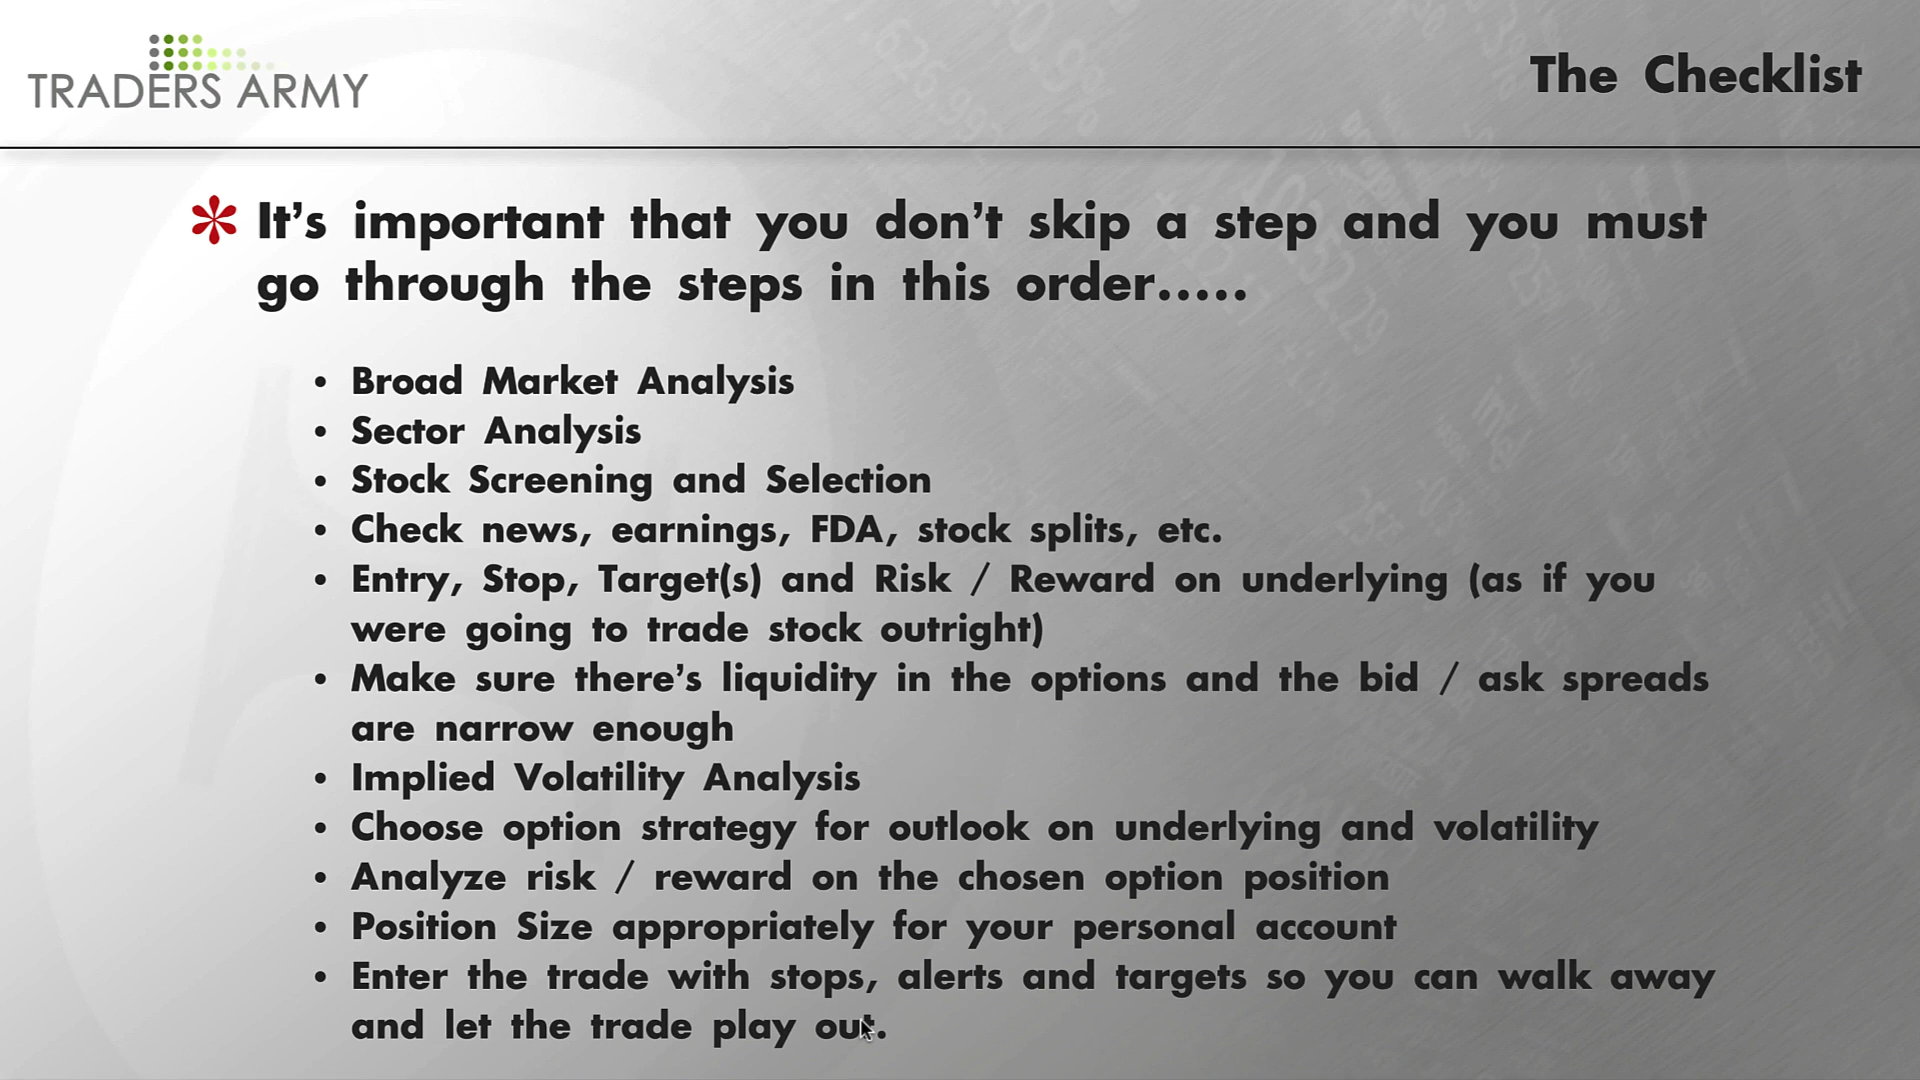 TRADERS ARMY
The Checklist
It's important that you don't skip a step and you must
go through the steps in this order.....
• Broad Market Analysis
• Sector Analysis
• Stock Screening and Selection
• Check news, earnings, FDA, stock splits, etc.
• Entry, Stop, Target(s) and Risk / Reward on underlying (as if you
were going to trade stock outright)
• Make sure there's liquidity in the options and the bid / ask spreads
are narrow enough
• Implied Volatility Analysis
• Choose option strategy for outlook on underlying and volatility
• Analyze risk / reward on the chosen option position
• Position Size appropriately for your personal account
• Enter the trade with stops, alerts and targets so you can walk away
and let the trade play out.